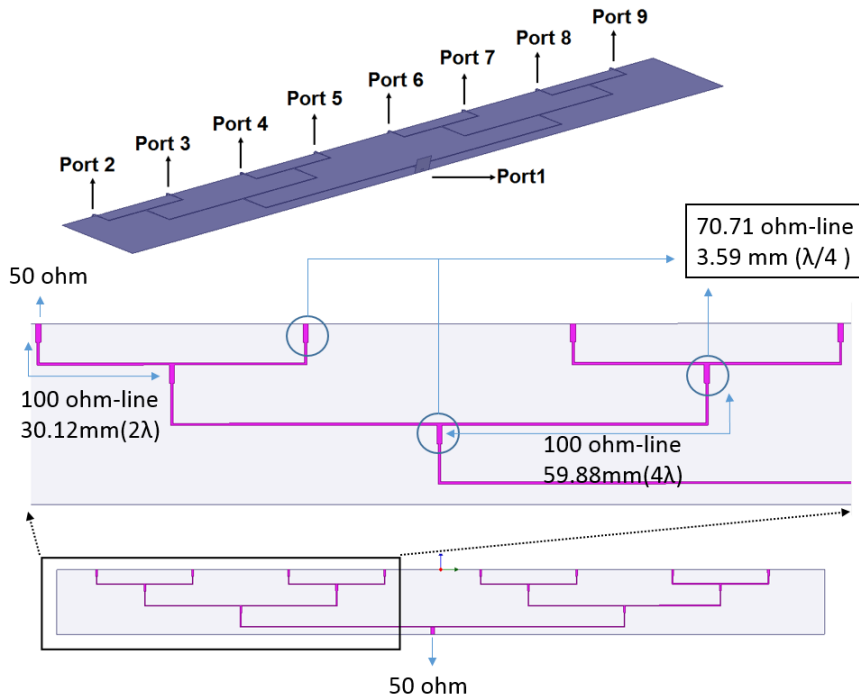 Port 9
Port 8
Port 7
Port 6
Port 5
Port 4
Port 3
Port 2
Port1
70.71 ohm-line
3.59 mm (λ/4 )
50 ohm
100 ohm-line
30.12mm(2λ)
100 ohm-line
59.88mm(4λ)
50 ohm